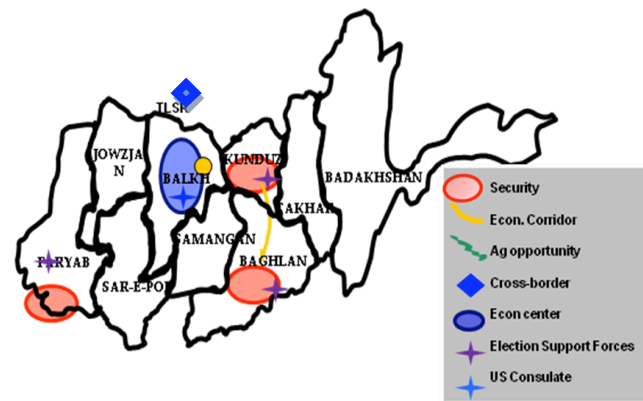 TLSR
JOWZJA
N
KUNDUZ
BALKH
BADAKHSHAN
TAKHAR
SAMANGAN
FARYAB
BAGHLAN
SAR-E-POL
Security
Econ. Corridor
Ag opportunity
Cross-border
Econ center
Election Support Forces
US Consulate